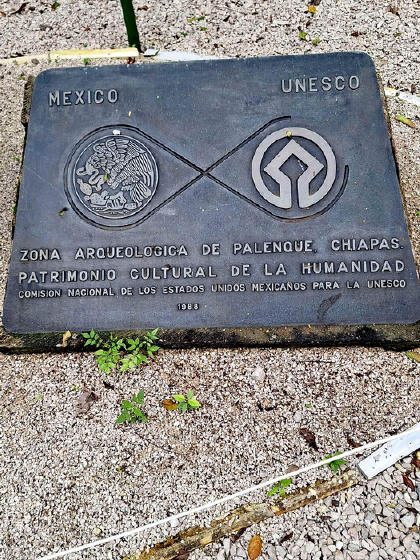 MEXICO UNESCO
ZONA ARQUEOLOGICA DE PALENQUE, CHIAPAS.
PATRIMONIO CULTURAL DE LA HUMANIDAD
COMISION NACIONAL DE LOS ESTADOS UNIDOS MEXICANOS PARA LA UNESCO
1988